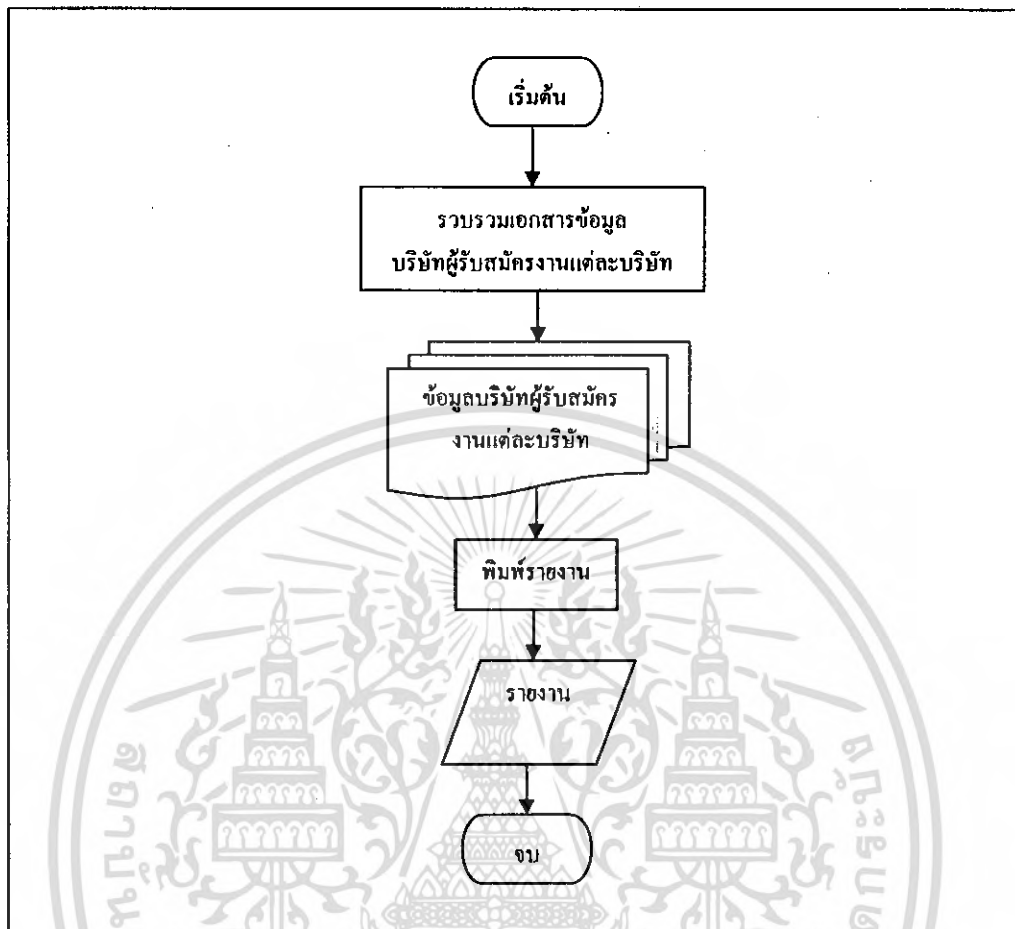 เริ่มต้น
รวบรวมเอกสารข้อมูล
บริษัทผู้รับสมัครงานแต่ละบริษัท
ข้อมูลบริษัทผู้รับสมัคร
งานแต่ละบริษัท
พิมพ์รายงาน
รายงาน
จบ